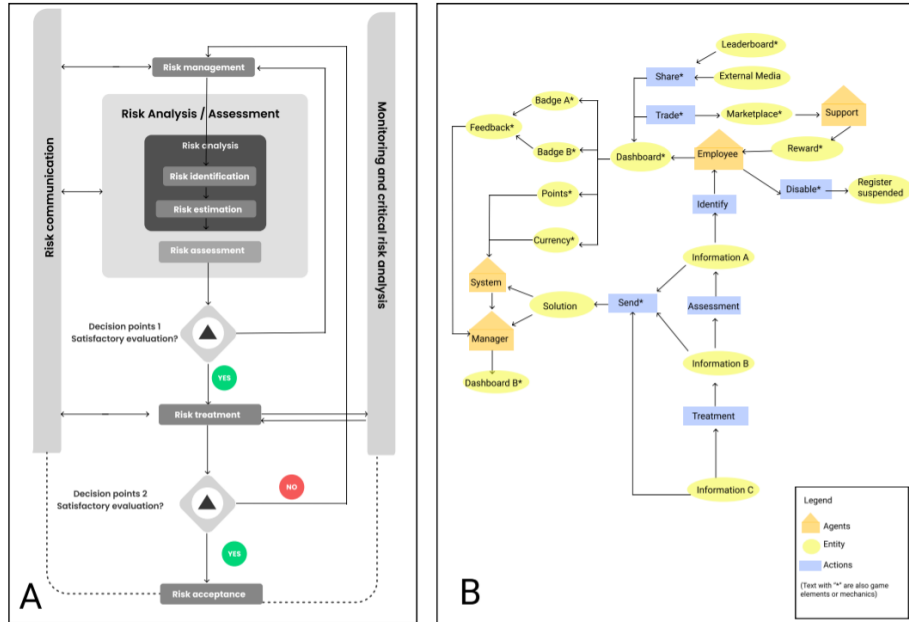 Risk communication
Monitoring and critical risk analysis
Risk management
Risk Analysis / Assessment
Risk analysis
Risk identification
Risk estimation
Risk assessment
Decision points 1
Satisfactory evaluation?
YES
Risk treatment
Decision points 2
Satisfactory evaluation?
NO
YES
Risk acceptance
A
Leaderboard*
Share*
External Media
Badge A*
Trade*
Marketplace*
Support
Feedback*
Badge B*
Dashboard*
Employee
Reward*
Points*
Disable*
Register
suspended
Identify
Currency*
Information A
System
Solution
Send*
Assessment
Manager
Information B
Dashboard B*
Treatment
Information C
Legend
Agents
Entity
Actions
(Text with "*" are also game
elements or mechanics)
B